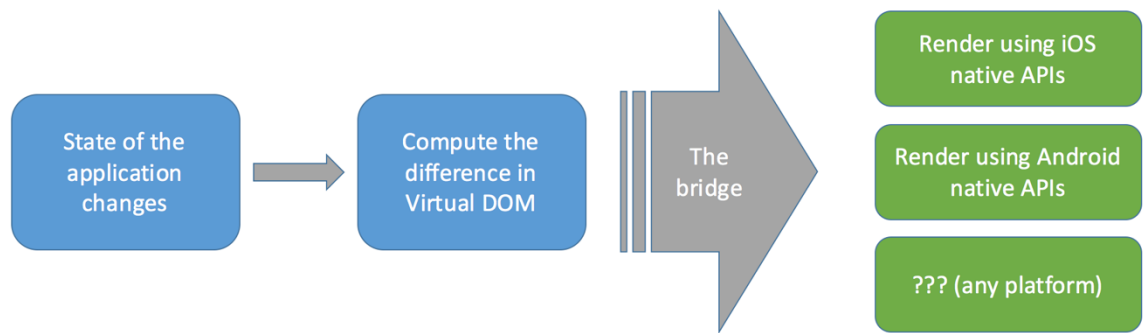 State of the
application
changes
Compute the
difference in
Virtual DOM
The
bridge
Render using iOS
native APIs
Render using Android
native APIs
??? (any platform)